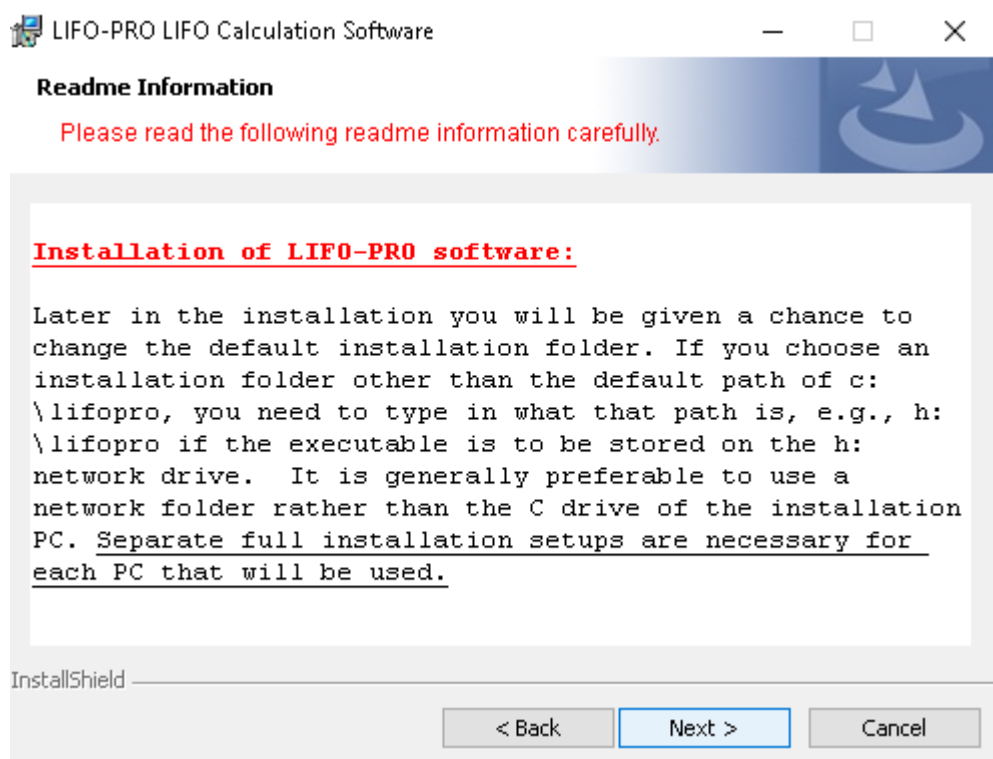 LIFO-PRO LIFO Calculation Software
Readme Information
Please read the following readme information carefully.
Installation of LIFO-PRO software:
Later in the installation you will be given a chance to
change the default installation folder. If you choose an
installation folder other than the default path of c:
\lifopro, you need to type in what that path is, e.g., h:
\lifopro if the executable is to be stored on the h:
network drive.  It is generally preferable to use a
network folder rather than the C drive of the installation
PC. Separate full installation setups are necessary for
each PC that will be used.
InstallShield
< Back
Next >
Cancel